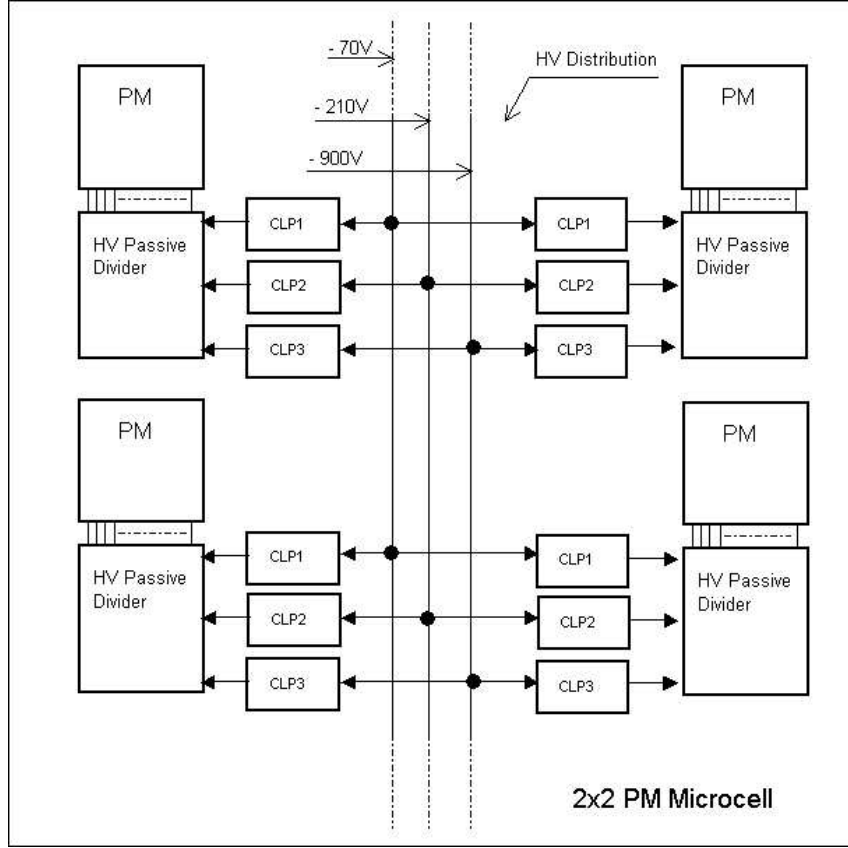 - 70V
HV Distribution
PM
PM
- 210V
- 900V
CLP1
CLP1
HV Passive
Divider
HV Passive
Divider
CLP2
CLP2
CLP3
CLP3
PM
PM
CLP1
CLP1
HV Passive
Divider
HV Passive
Divider
CLP2
CLP2
CLP3
CLP3
2x2 PM Microcell